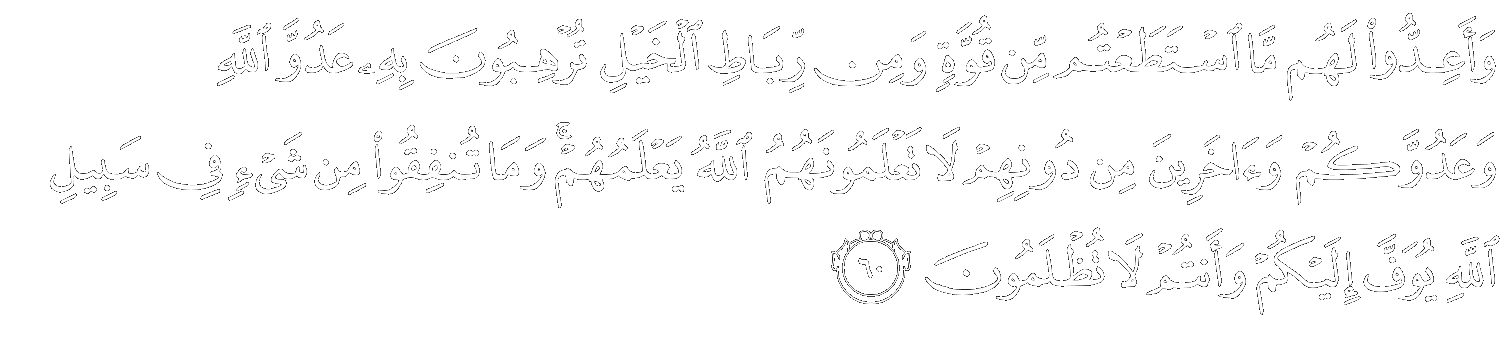 وَأَعِدُّوا۟ لَهُم مَّا ٱسْتَطَعْتُم مِّن قُوَّةٍ وَمِن رِّبَاطِ ٱلْخَيْلِ تُرْهِبُونَ بِهِۦ عَدُوَّ ٱللَّهِ
وَعَدُوَّكُمْ وَءَاخَرِينَ مِن دُونِهِمْ لَا تَعْلَمُونَهُمُ ٱللَّهُ يَعْلَمُهُمْ ۚ وَمَا تُنفِقُوا۟ مِن شَىْءٍ فِى سَبِيلِ
ٱللَّهِ يُوَفَّ إِلَيْكُمْ وَأَنتُمْ لَا تُظْلَمُونَ ٦٠